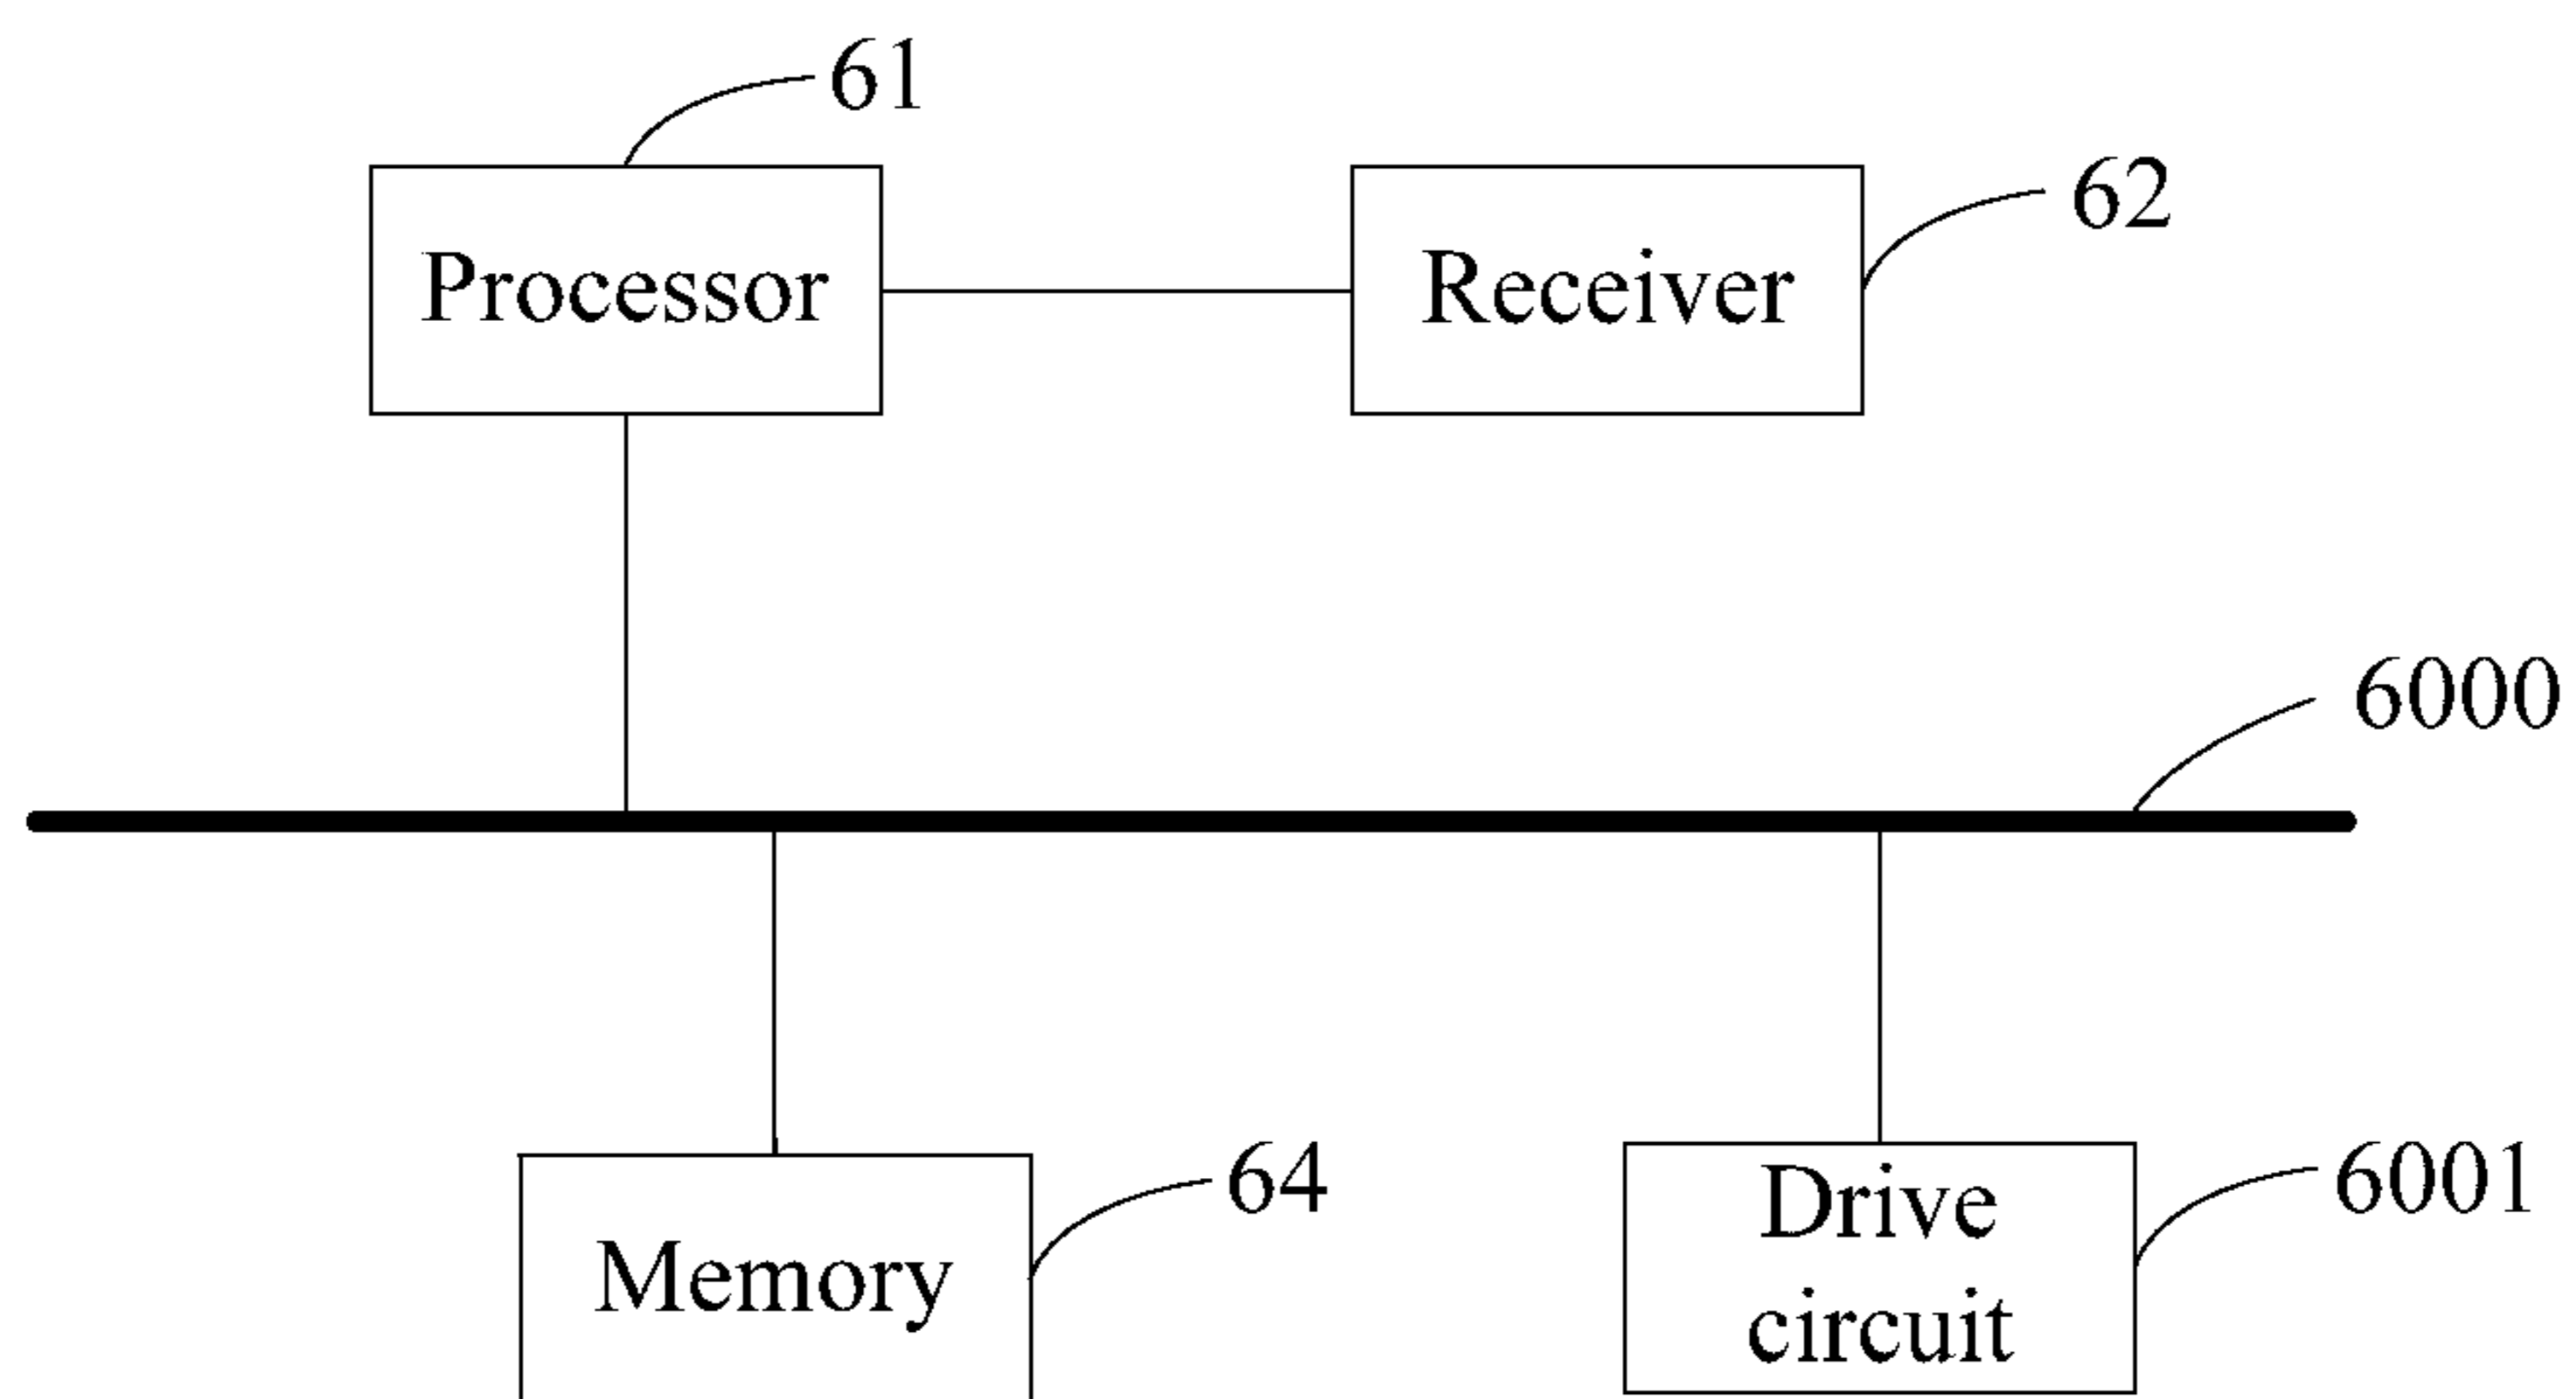 61
62
Processor
Receiver
6000
64
6001
Memory
Drive
circuit